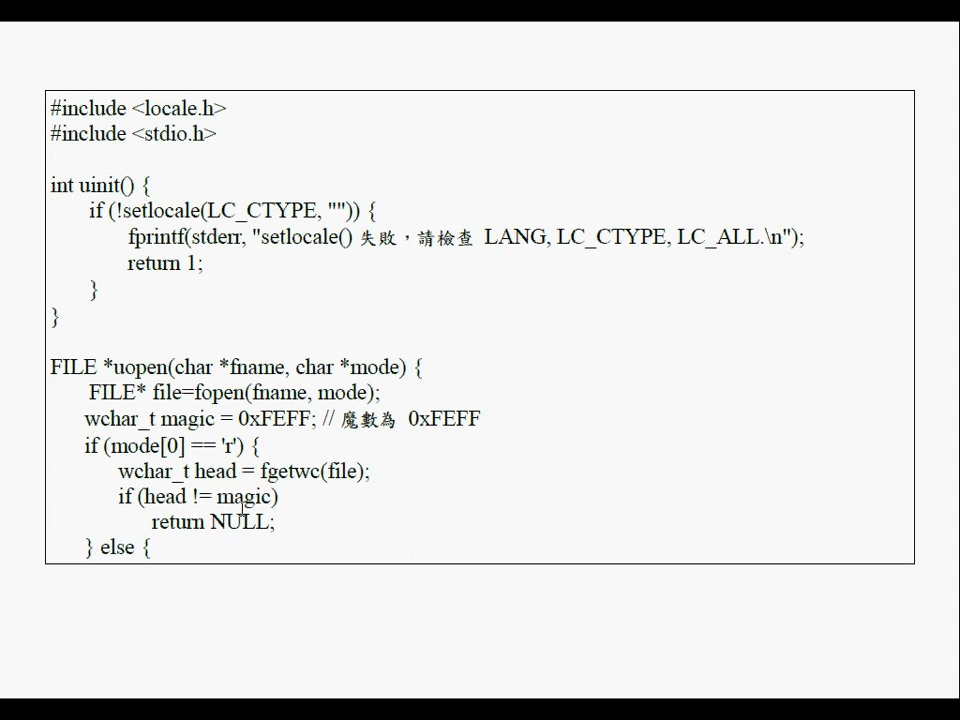 #include <locale.h>
#include <stdio.h>
int uinit() {
if (!setlocale(LC_CTYPE, "")) {
fprintf(stderr, "setlocale() 失敗，請檢查 LANG, LC_CTYPE, LC_ALL.\n");
return 1;
}
}
FILE *uopen(char *fname, char *mode) {
FILE* file=fopen(fname, mode);
wchar_t magic = 0xFEFF; // 魔數為 0xFEFF
if (mode[0] == 'r') {
wchar_t head = fgetwc(file);
if (head != magic)
return NULL;
} else {